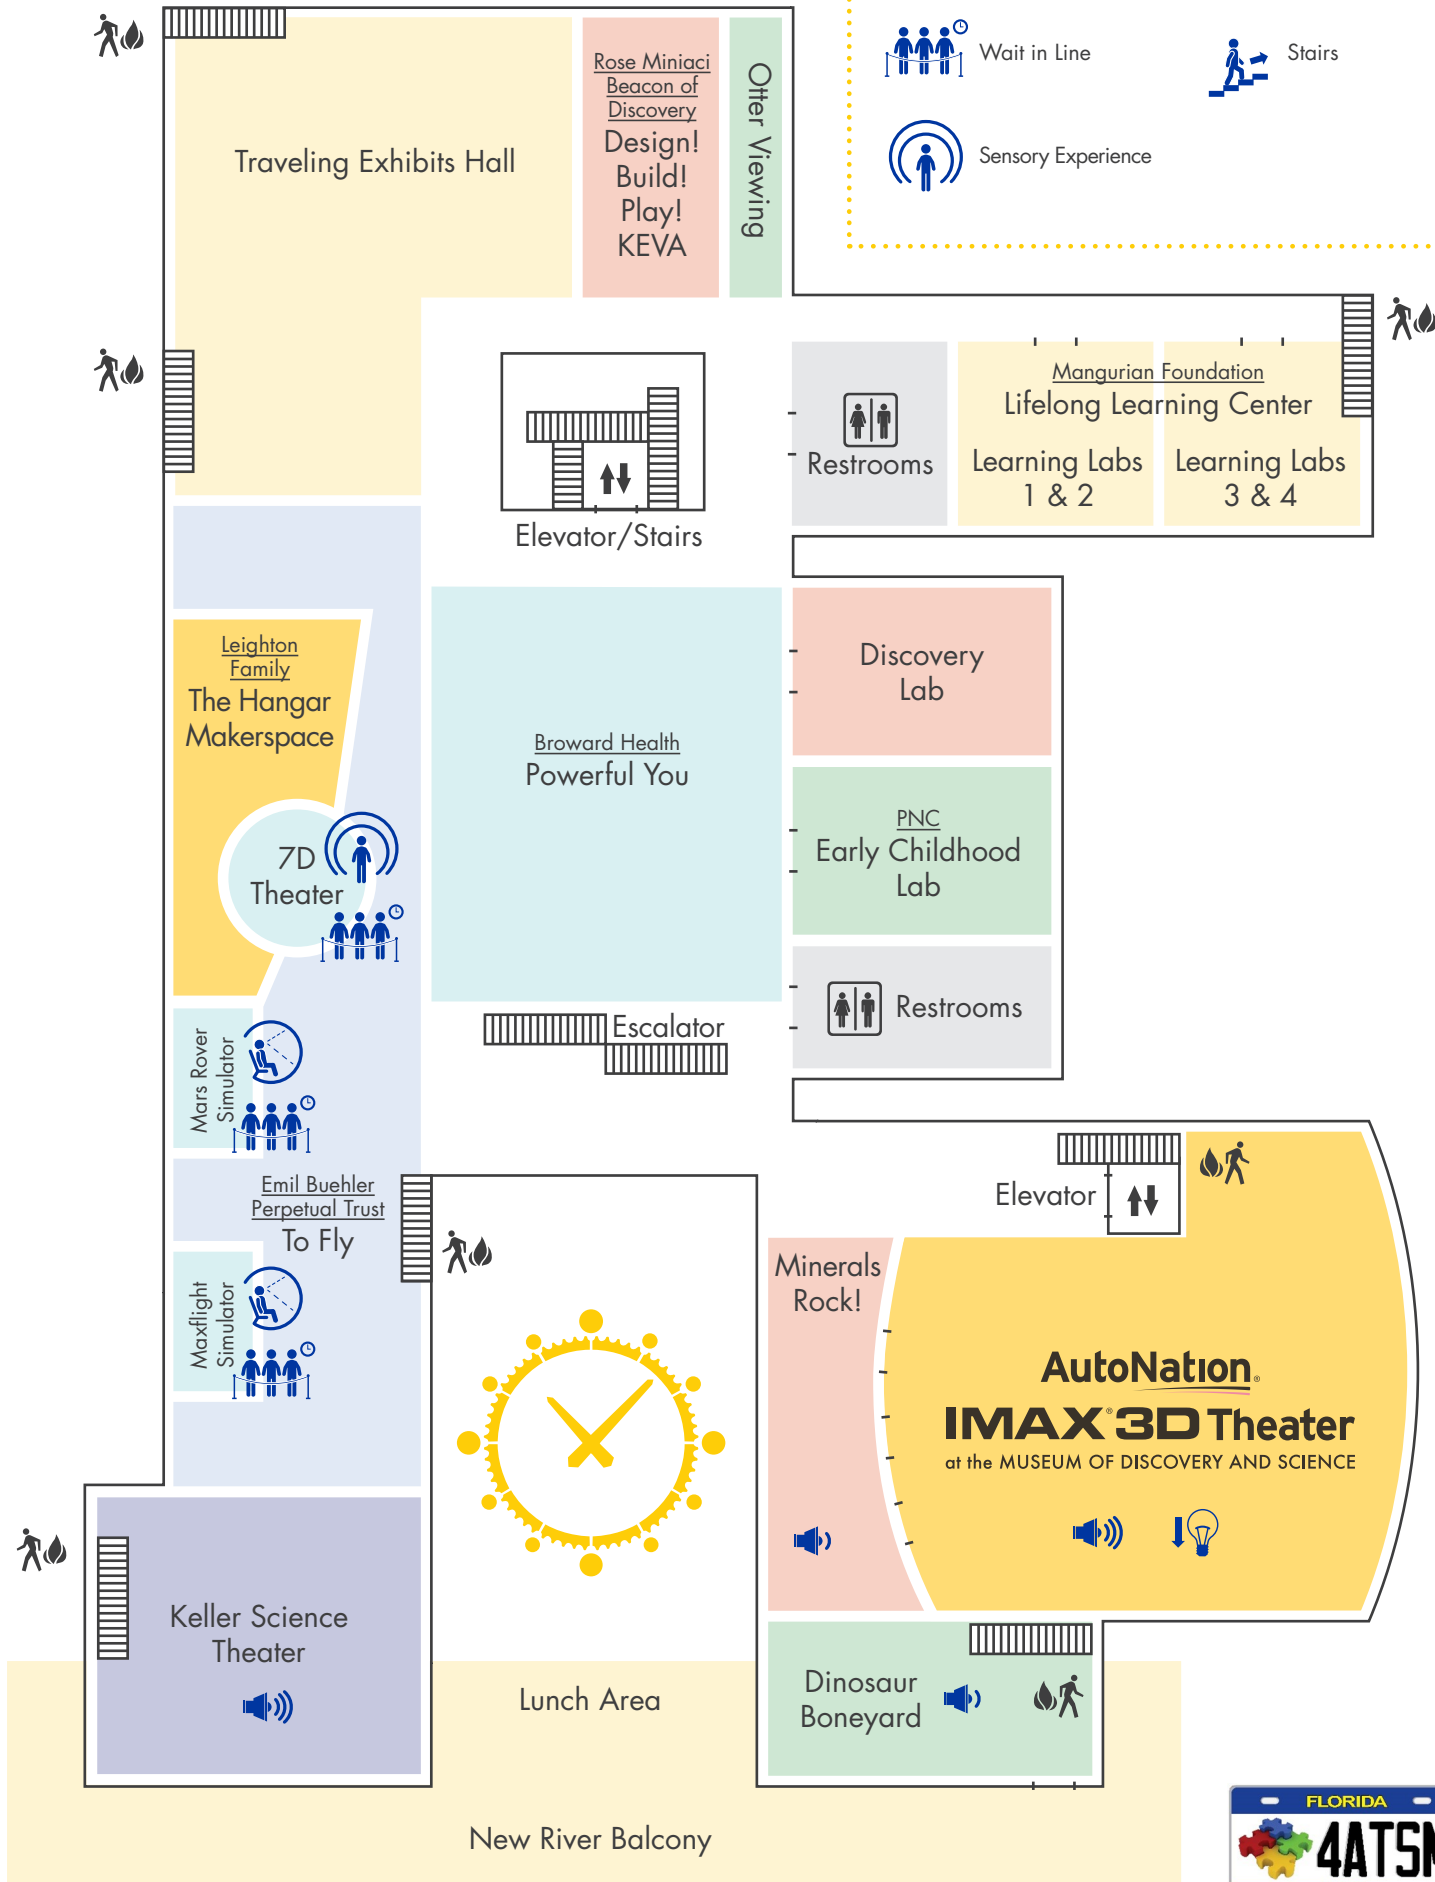 Wait in Line
Stairs
Sensory Experience
Traveling Exhibits Hall
Rose Miniaci
Beacon of
Discovery
Design!
Build!
Play!
KEVA
Otter Viewing
Elevator/Stairs
Restrooms
Mangurian Foundation
Lifelong Learning Center
Learning Labs
1 & 2
Learning Labs
3 & 4
Leighton
Family
The Hangar
Makerspace
7D
Theater
Broward Health
Powerful You
Discovery
Lab
PNC
Early Childhood
Lab
Restrooms
Escalator
Mars Rover
Simulator
Emil Buehler
Perpetual Trust
To Fly
Maxflight
Simulator
Elevator
Minerals
Rock!
AutoNation®
IMAX® 3D Theater
at the MUSEUM OF DISCOVERY AND SCIENCE
Keller Science
Theater
Lunch Area
Dinosaur
Boneyard
New River Balcony
FLORIDA
4ATSM